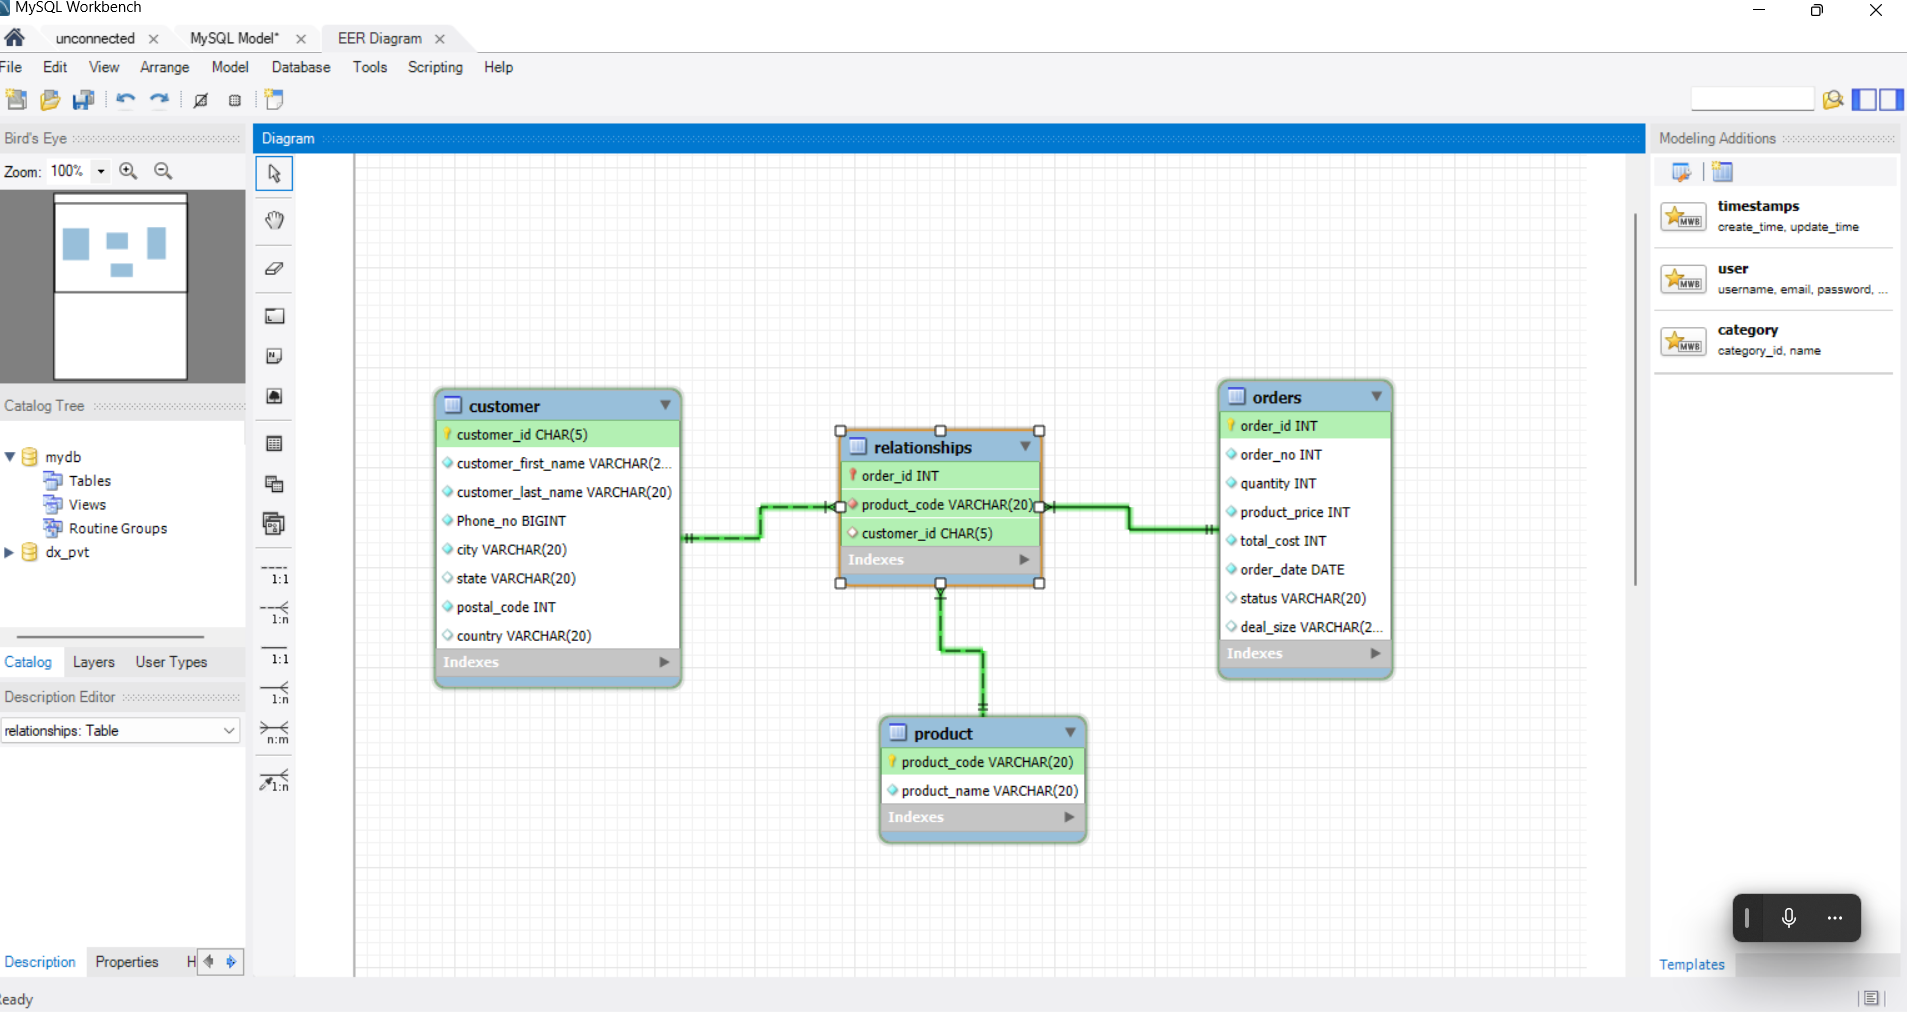 MySQL Workbench
unconnected
MySQL Model*
EER Diagram
File Edit View Arrange Model Database Tools Scripting Help
Bird's Eye
Zoom: 100%
Catalog Tree
mydb
Tables
Views
Routine Groups
dx_pvt
Catalog Layers User Types
Description Editor
relationships: Table
Description Properties H
Ready
Diagram
1:1
1:n
1:1
1:n
n:m
1:n
customer
customer_id CHAR(5)
customer_first_name VARCHAR(2...
customer_last_name VARCHAR(20)
Phone_no BIGINT
city VARCHAR(20)
state VARCHAR(20)
postal_code INT
country VARCHAR(20)
Indexes
relationships
order_id INT
product_code VARCHAR(20)
customer_id CHAR(5)
Indexes
product
product_code VARCHAR(20)
product_name VARCHAR(20)
Indexes
orders
order_id INT
order_no INT
quantity INT
product_price INT
total_cost INT
order_date DATE
status VARCHAR(20)
deal_size VARCHAR(2...
Indexes
Modeling Additions
MWB
timestamps
create_time, update_time
MWB
user
username, email, password, ...
MWB
category
category_id, name
Templates